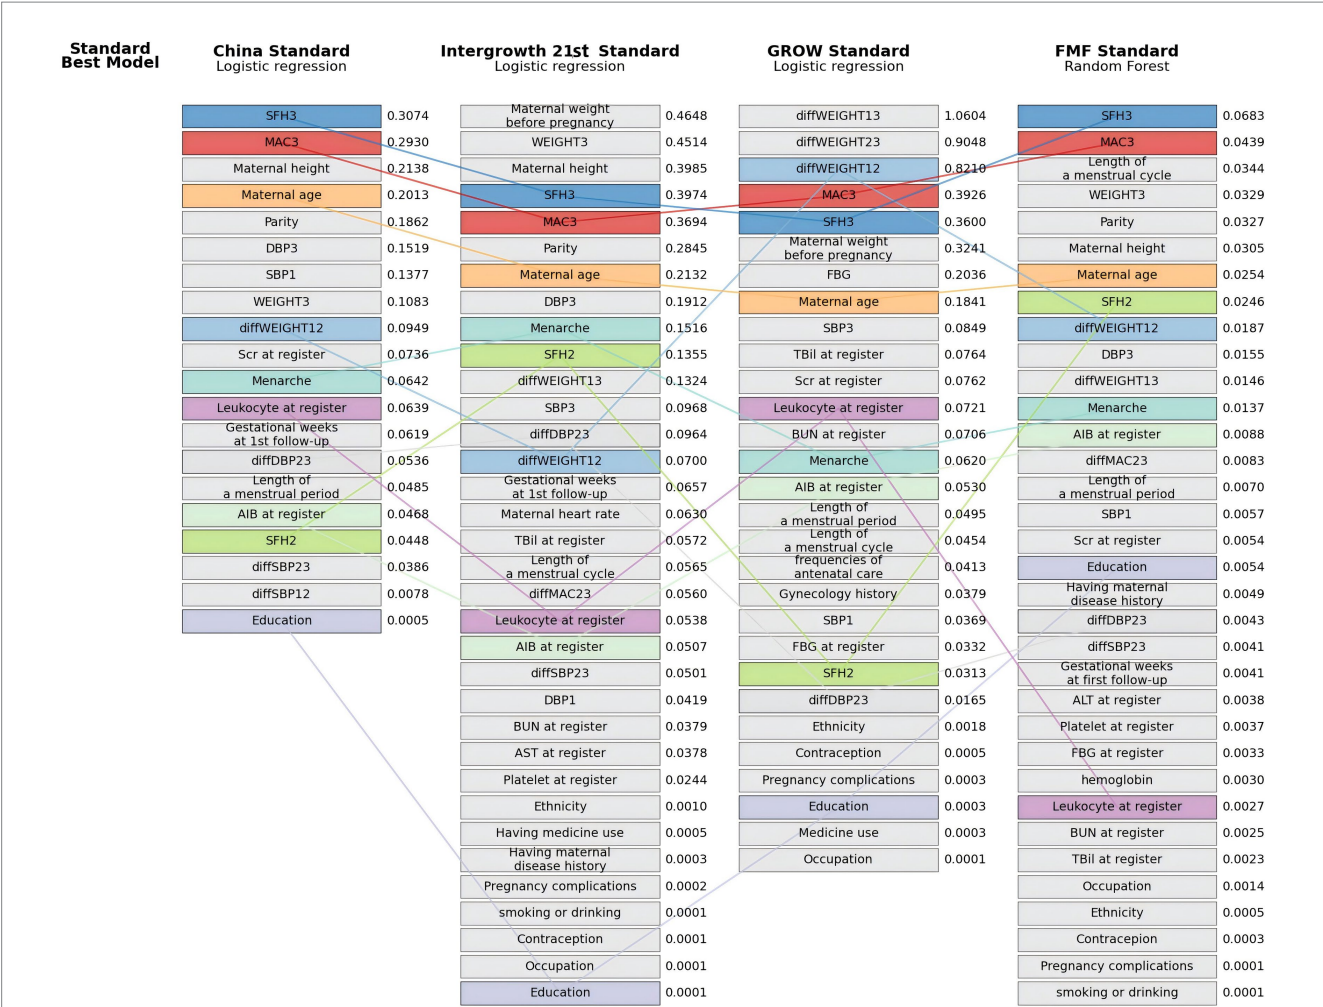 Standard
Best Model
China Standard
Logistic regression
SFH3 0.3074
MAC3 0.2930
Maternal height 0.2138
Maternal age 0.2013
Parity 0.1862
DBP3 0.1519
SBP1 0.1377
WEIGHT3 0.1083
diffWEIGHT12 0.0949
Scr at register 0.0736
Menarche 0.0642
Leukocyte at register 0.0639
Gestational weeks
at 1st follow-up 0.0619
diffDBP23 0.0536
Length of
a menstrual period 0.0485
AIB at register 0.0468
SFH2 0.0448
diffSBP23 0.0386
diffSBP12 0.0078
Education 0.0005
Intergrowth 21st Standard
Logistic regression
Maternal weight
before pregnancy 0.4648
WEIGHT3 0.4514
Maternal height 0.3985
SFH3 0.3974
MAC3 0.3694
Parity 0.2845
Maternal age 0.2132
DBP3 0.1912
Menarche 0.1516
SFH2 0.1355
diffWEIGHT13 0.1324
SBP3 0.0968
diffDBP23 0.0964
diffWEIGHT12 0.0700
Gestational weeks
at 1st follow-up 0.0657
Maternal heart rate 0.0630
TBil at register 0.0572
Length of
a menstrual cycle 0.0565
diffMAC23 0.0560
Leukocyte at register 0.0538
AIB at register 0.0507
diffSBP23 0.0501
DBP1 0.0419
BUN at register 0.0379
AST at register 0.0378
Platelet at register 0.0244
Ethnicity 0.0010
Having medicine use 0.0005
Having maternal
disease history 0.0003
Pregnancy complications 0.0002
smoking or drinking 0.0001
Contraception 0.0001
Occupation 0.0001
Education 0.0001
GROW Standard
Logistic regression
diffWEIGHT13 1.0604
diffWEIGHT23 0.9048
diffWEIGHT12 0.8210
MAC3 0.3926
SFH3 0.3600
Maternal weight
before pregnancy 0.3241
FBG 0.2036
Maternal age 0.1841
SBP3 0.0849
TBil at register 0.0764
Scr at register 0.0762
Leukocyte at register 0.0721
BUN at register 0.0706
Menarche 0.0620
AIB at register 0.0530
Length of
a menstrual period 0.0495
Length of
a menstrual cycle 0.0454
frequencies of
antenatal care 0.0413
Gynecology history 0.0379
SBP1 0.0369
FBG at register 0.0332
SFH2 0.0313
diffDBP23 0.0165
Ethnicity 0.0018
Contraception 0.0005
Pregnancy complications 0.0003
Education 0.0003
Medicine use 0.0003
Occupation 0.0001
FMF Standard
Random Forest
SFH3 0.0683
MAC3 0.0439
Length of
a menstrual cycle 0.0344
WEIGHT3 0.0329
Parity 0.0327
Maternal height 0.0305
Maternal age 0.0254
SFH2 0.0246
diffWEIGHT12 0.0187
DBP3 0.0155
diffWEIGHT13 0.0146
Menarche 0.0137
AIB at register 0.0088
diffMAC23 0.0083
Length of
a menstrual period 0.0070
SBP1 0.0057
Scr at register 0.0054
Education 0.0054
Having maternal
disease history 0.0049
diffDBP23 0.0043
diffSBP23 0.0041
Gestational weeks
at first follow-up 0.0041
ALT at register 0.0038
Platelet at register 0.0037
FBG at register 0.0033
hemoglobin 0.0030
Leukocyte at register 0.0027
BUN at register 0.0025
TBil at register 0.0023
Occupation 0.0014
Ethnicity 0.0005
Contracepion 0.0003
Pregnancy complications 0.0001
smoking or drinking 0.0001